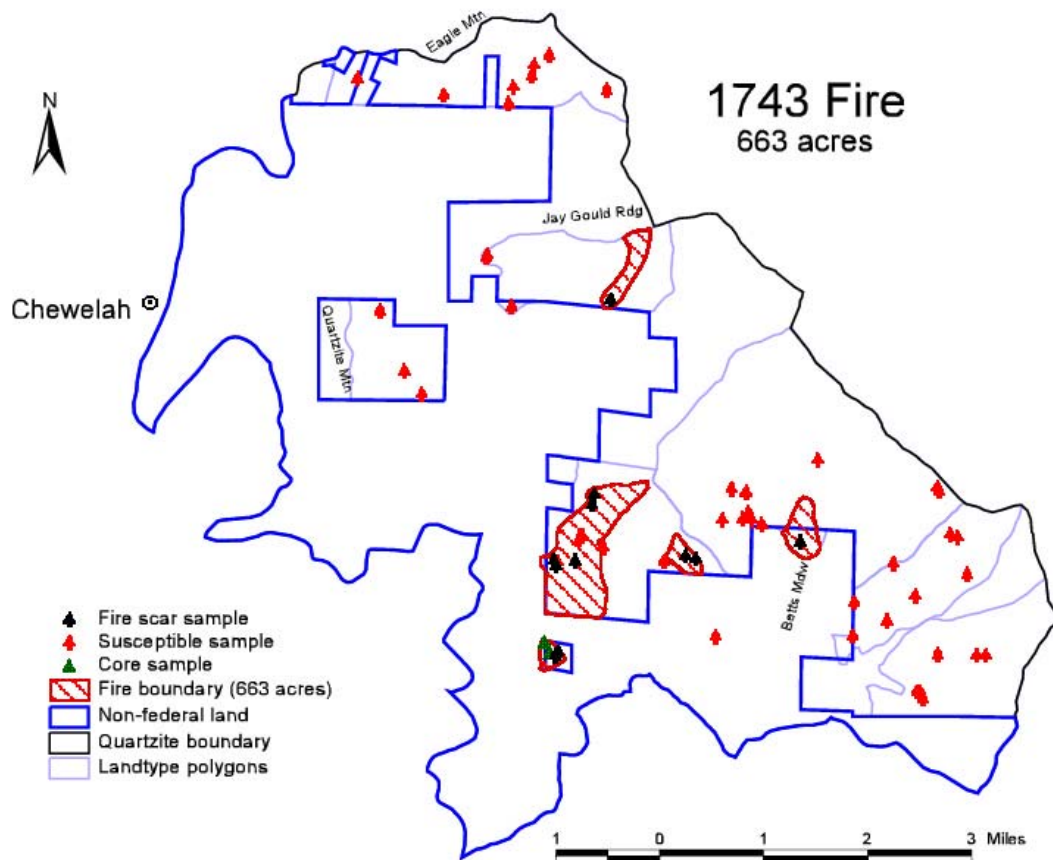 Eagle Mtn
N
1743 Fire
663 acres
Jay Gould Rdg
Chewelah
Quartzite Mtn
Betts Mdw
Fire scar sample
Susceptible sample
Core sample
Fire boundary (663 acres)
Non-federal land
Quartzite boundary
Landtype polygons
1 0 1 2 3 Miles